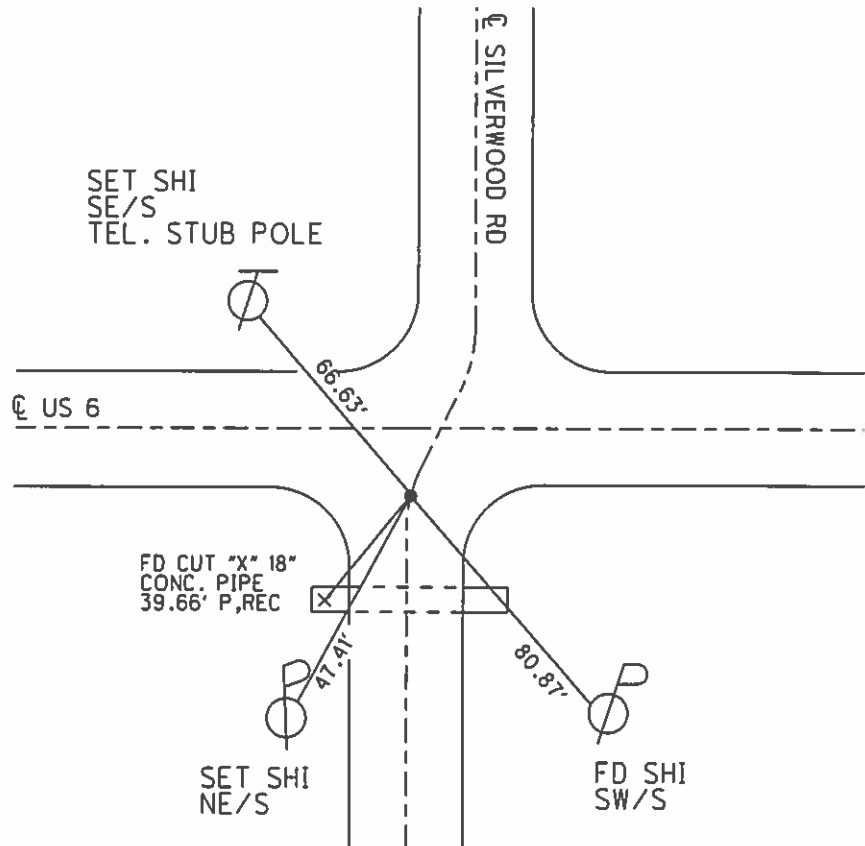 ℄ SILVERWOOD RD
SET SHI
SE/S
TEL. STUB POLE
66.63'
℄ US 6
FD CUT "X" 18"
CONC. PIPE
39.66' P,REC
47.41'
80.87'
SET SHI
NE/S
FD SHI
SW/S